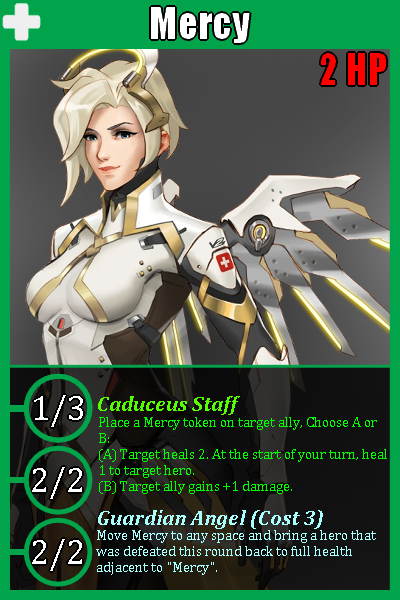 Mercy
2 HP
1/3
Caduceus Staff
Place a Mercy token on target ally. Choose A or
B:
(A) Target heals 2. At the start of your turn, heal
1 to target hero.
(B) Target ally gains +1 damage.
2/2
Guardian Angel (Cost 3)
Move Mercy to any space and bring a hero that
was defeated this round back to full health
adjacent to "Mercy".
2/2